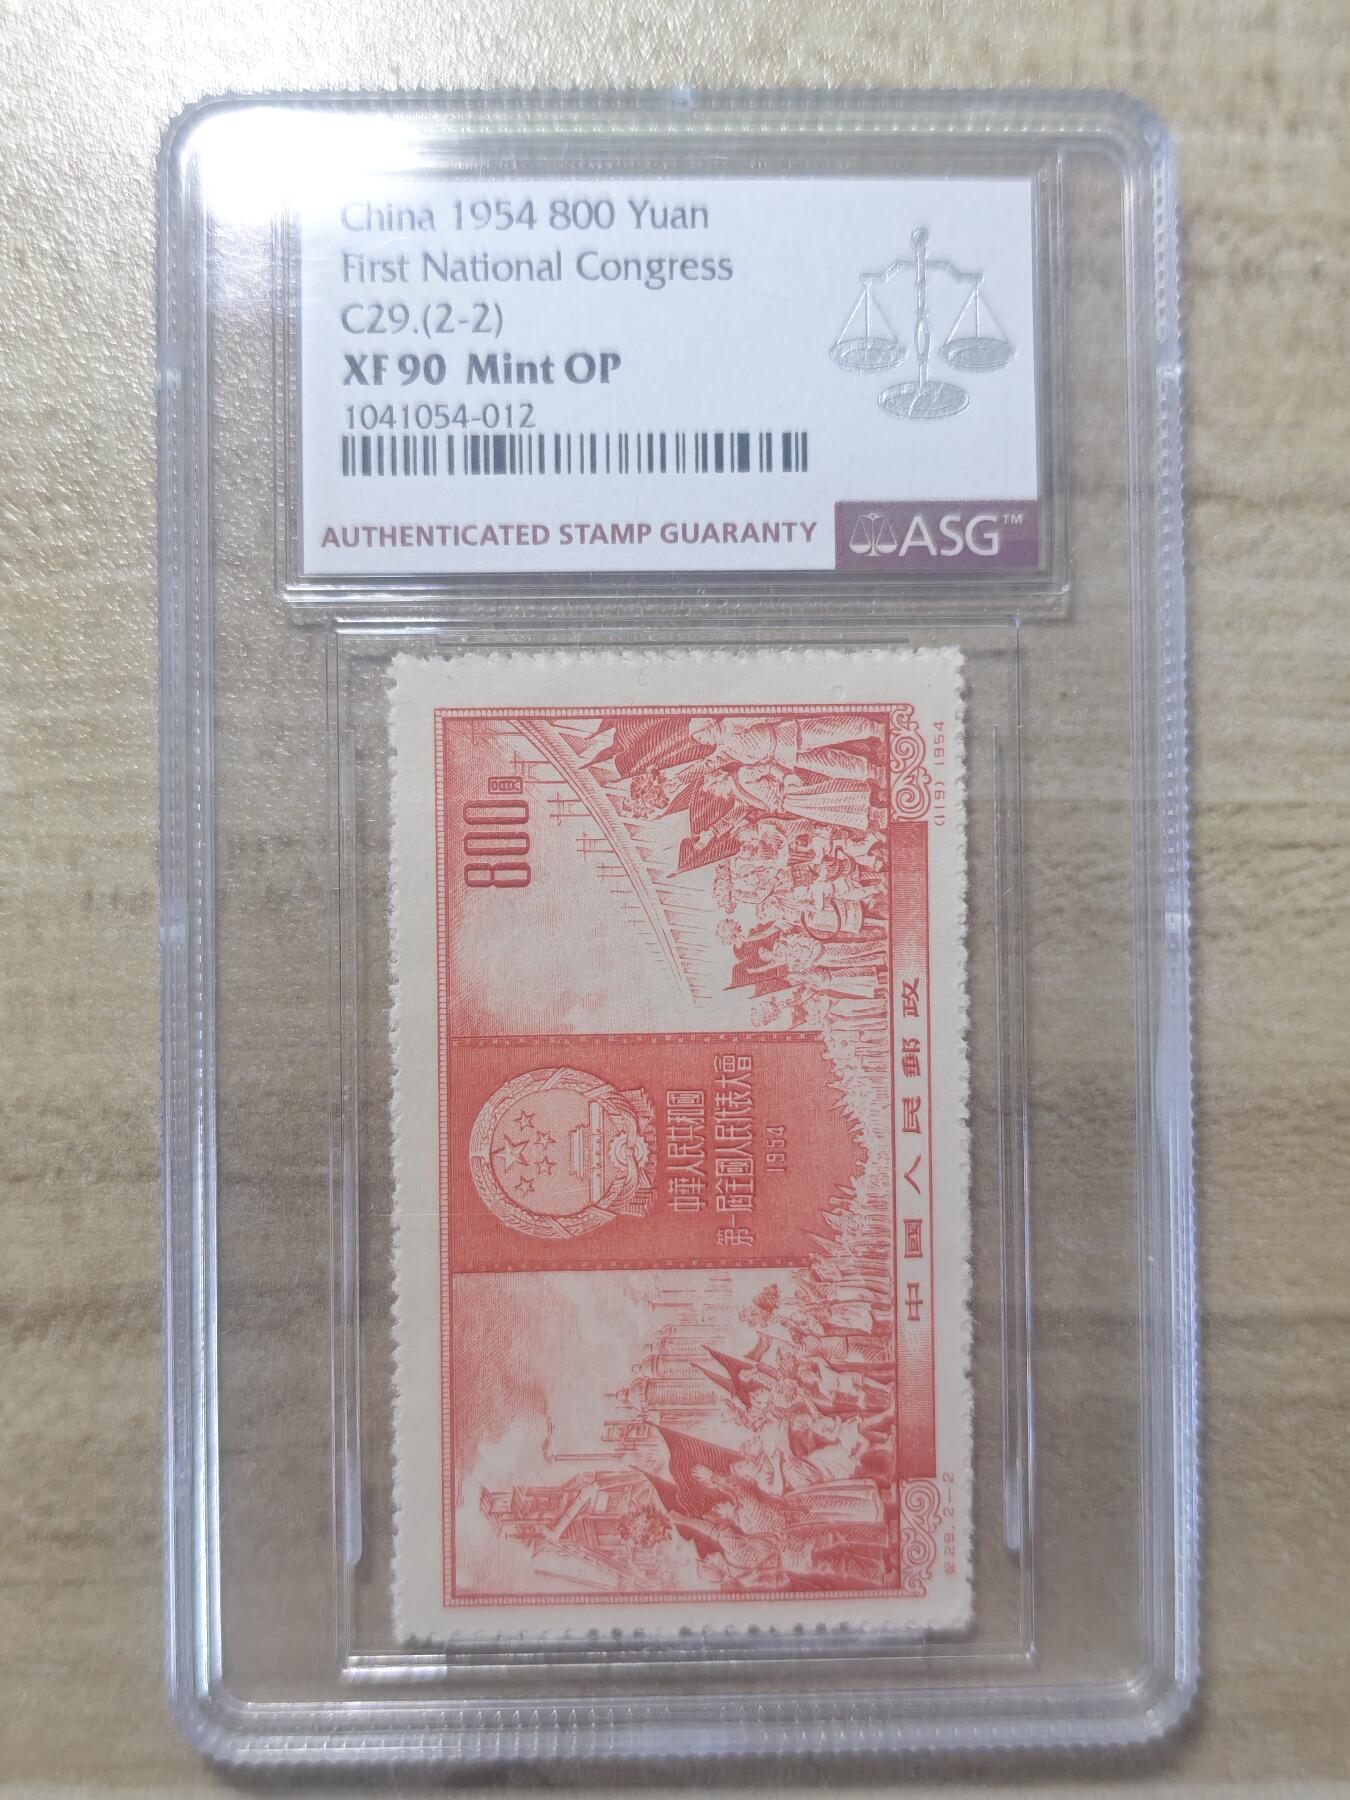 China 1954 800 Yuan
First National Congress
C29.(2-2)
XF 90 Mint OP
1041054-012
AUTHENTICATED STAMP GUARANTY
ASG™
800圓
中華人民共和國
第一屆全國人民代表大會
1954
中國人民郵政
纪29.2-2
(119) 1954